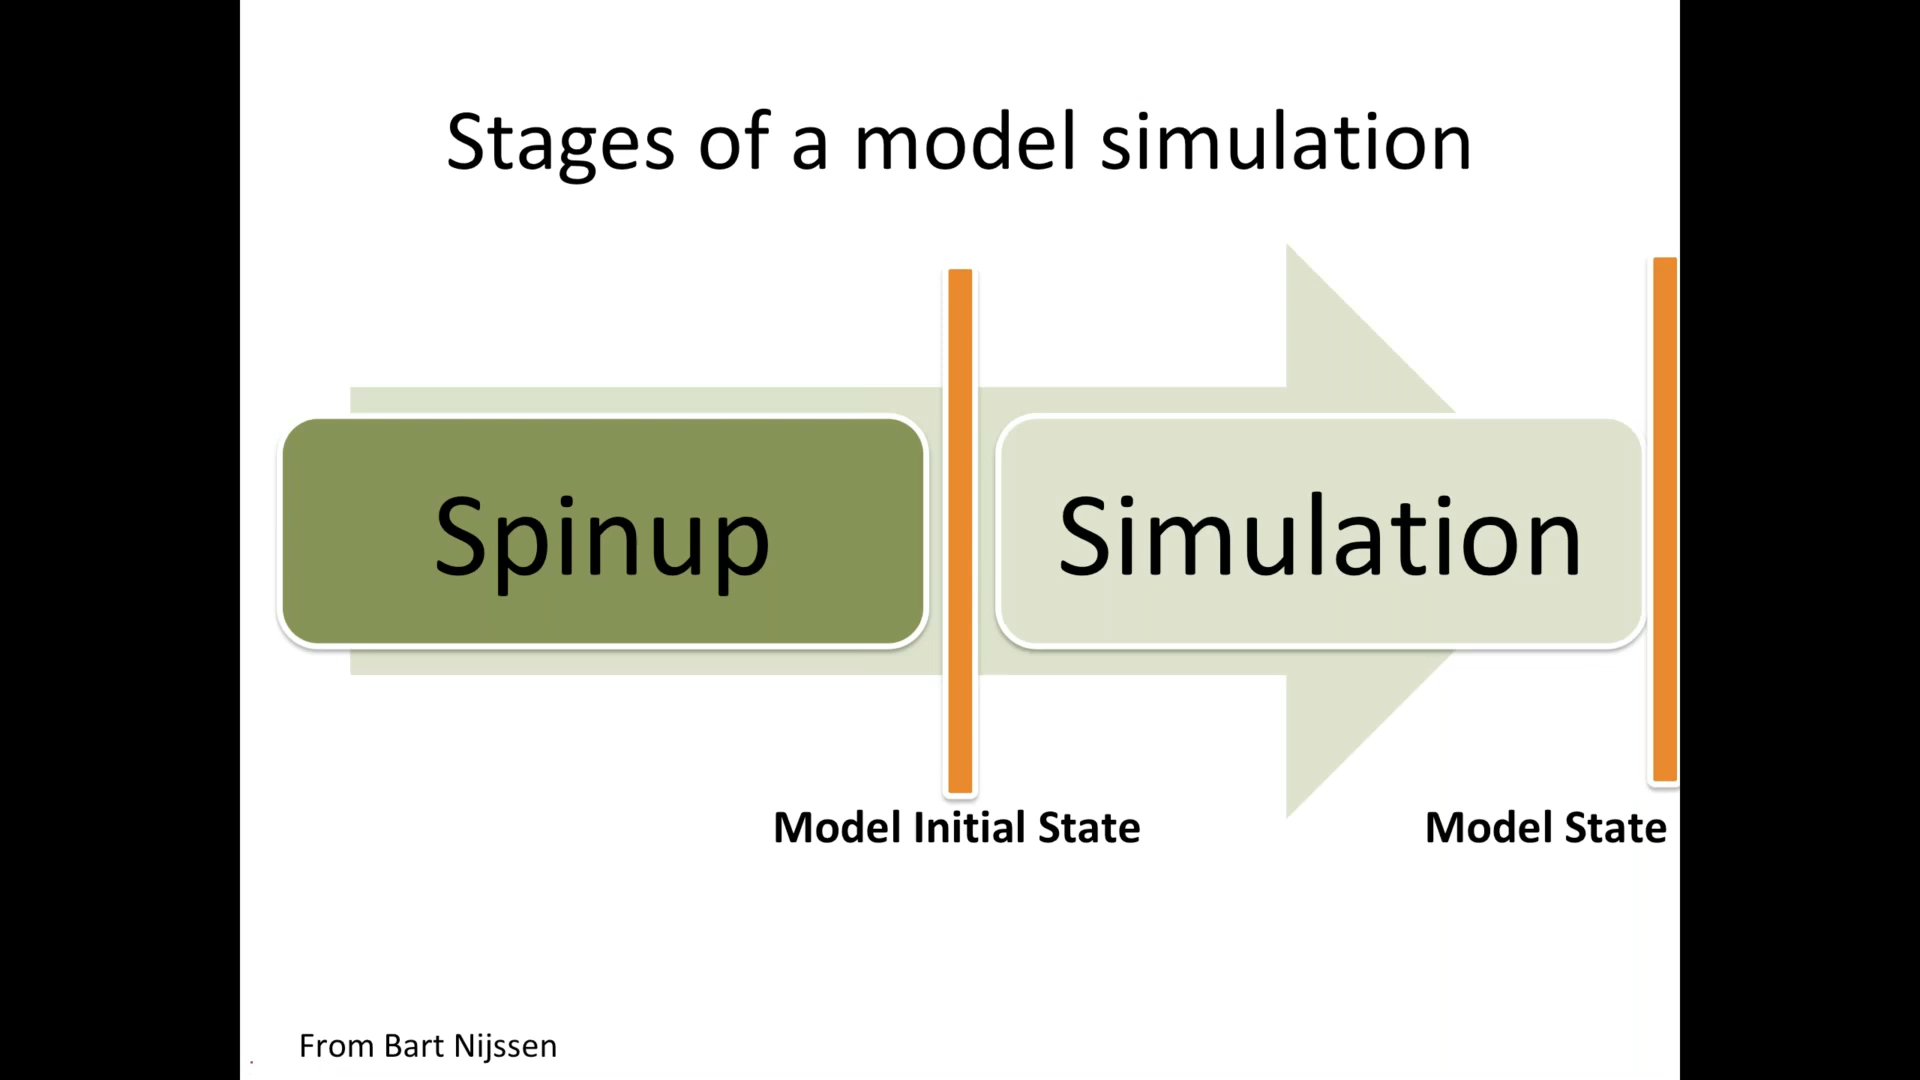 Stages of a model simulation
Spinup
Simulation
Model Initial State
Model State
From Bart Nijssen